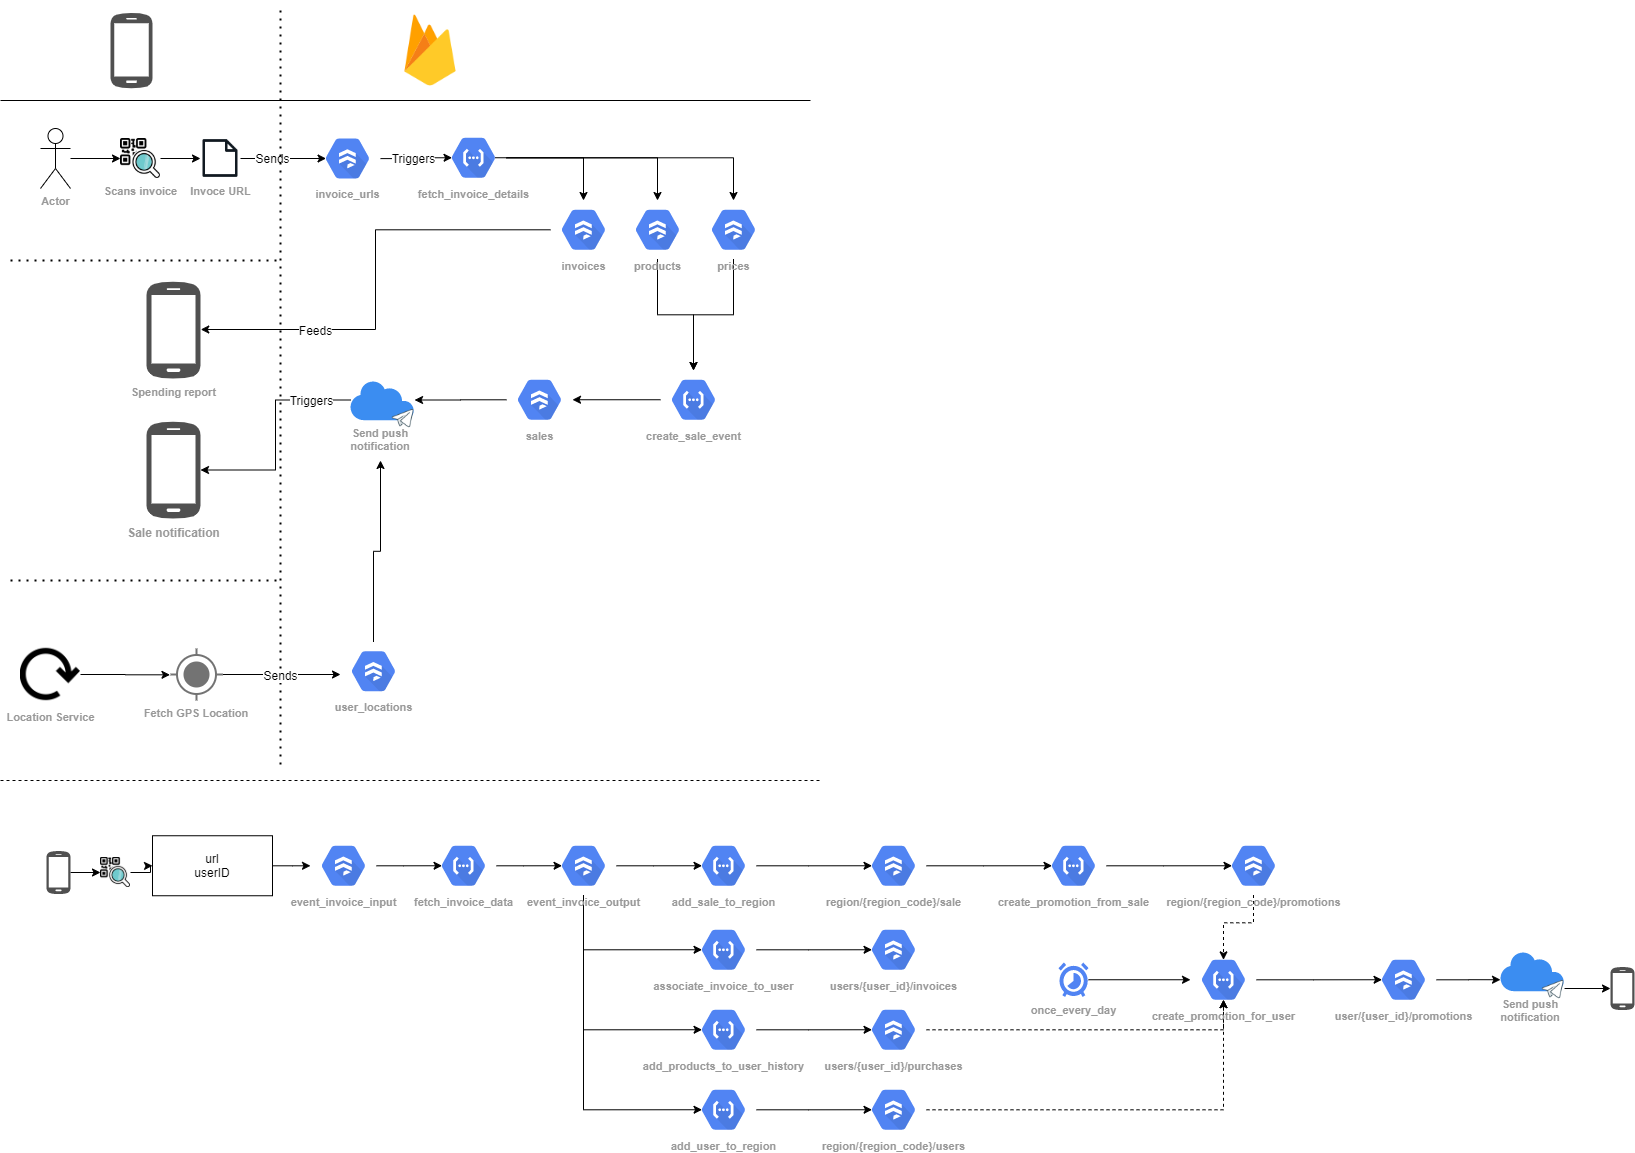 Sends
Triggers
Actor
Scans invoice
Invoce URL
invoice_urls
fetch_invoice_details
invoices
products
prices
Feeds
Spending report
Triggers
Send push
notification
sales
create_sale_event
Sale notification
Sends
Location Service
Fetch GPS Location
user_locations
url
userID
event_invoice_input
fetch_invoice_data
event_invoice_output
add_sale_to_region
region/{region_code}/sale
create_promotion_from_sale
region/{region_code}/promotions
associate_invoice_to_user
users/{user_id}/invoices
once_every_day
create_promotion_for_user
user/{user_id}/promotions
Send push
notification
add_products_to_user_history
users/{user_id}/purchases
add_user_to_region
region/{region_code}/users